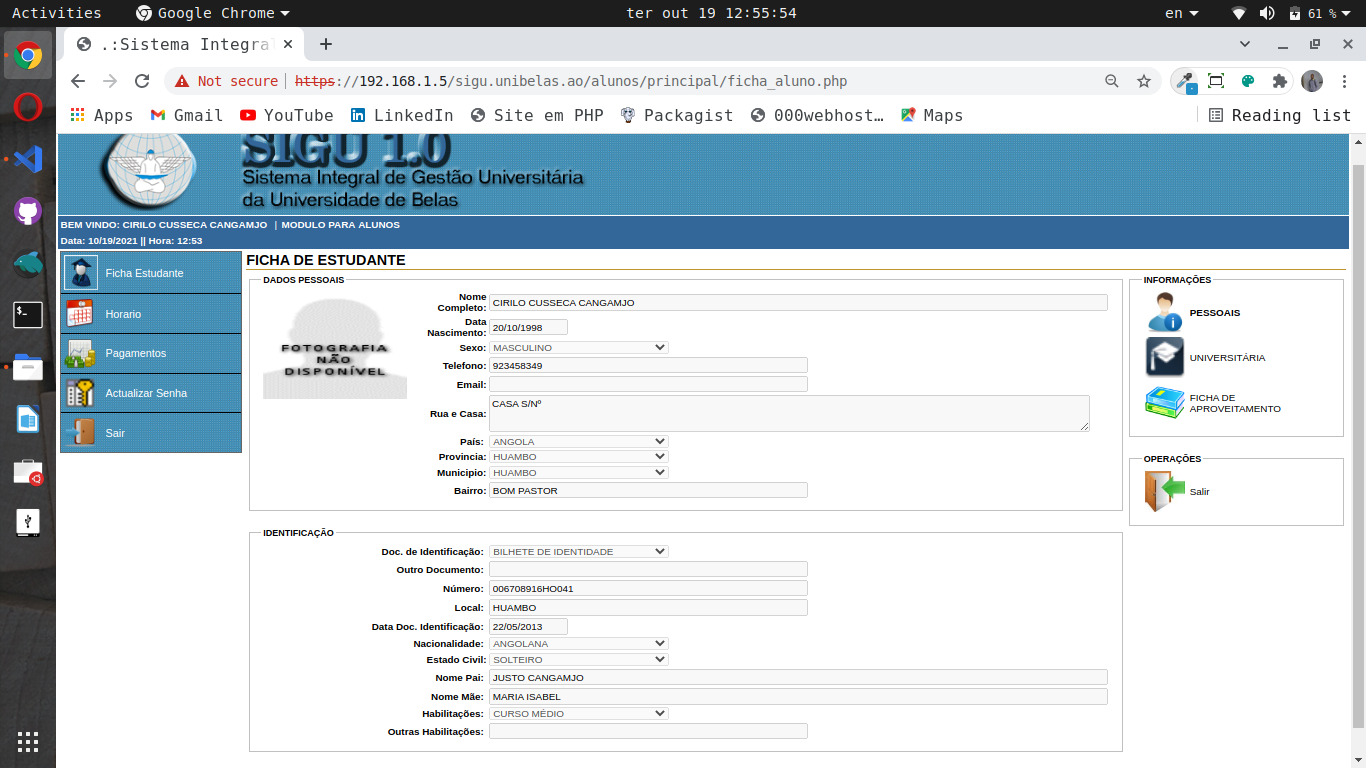 Activities Google Chrome ter out 19 12:55:54 en 61 %
.:Sistema Integra
Not secure https://192.168.1.5/sigu.unibelas.ao/alunos/principal/ficha_aluno.php
Apps Gmail YouTube LinkedIn Site em PHP Packagist 000webhost… Maps Reading list
SIGU 1.0
Sistema Integral de Gestão Universitária
da Universidade de Belas
BEM VINDO: CIRILO CUSSECA CANGAMJO | MODULO PARA ALUNOS
Data: 10/19/2021 || Hora: 12:53
Ficha Estudante
Horario
Pagamentos
Actualizar Senha
Sair
FICHA DE ESTUDANTE
DADOS PESSOAIS
FOTOGRAFIA
NÃO
DISPONÍVEL
Nome
Completo: CIRILO CUSSECA CANGAMJO
Data
Nascimento: 20/10/1998
Sexo: MASCULINO
Telefono: 923458349
Email:
Rua e Casa: CASA S/Nº
País: ANGOLA
Provincia: HUAMBO
Municipio: HUAMBO
Bairro: BOM PASTOR
IDENTIFICAÇÃO
Doc. de Identificação: BILHETE DE IDENTIDADE
Outro Documento:
Número: 006708916HO041
Local: HUAMBO
Data Doc. Identificação: 22/05/2013
Nacionalidade: ANGOLANA
Estado Civil: SOLTEIRO
Nome Pai: JUSTO CANGAMJO
Nome Mãe: MARIA ISABEL
Habilitações: CURSO MÉDIO
Outras Habilitações:
INFORMAÇÕES
PESSOAIS
UNIVERSITÁRIA
FICHA DE
APROVEITAMENTO
OPERAÇÕES
Salir